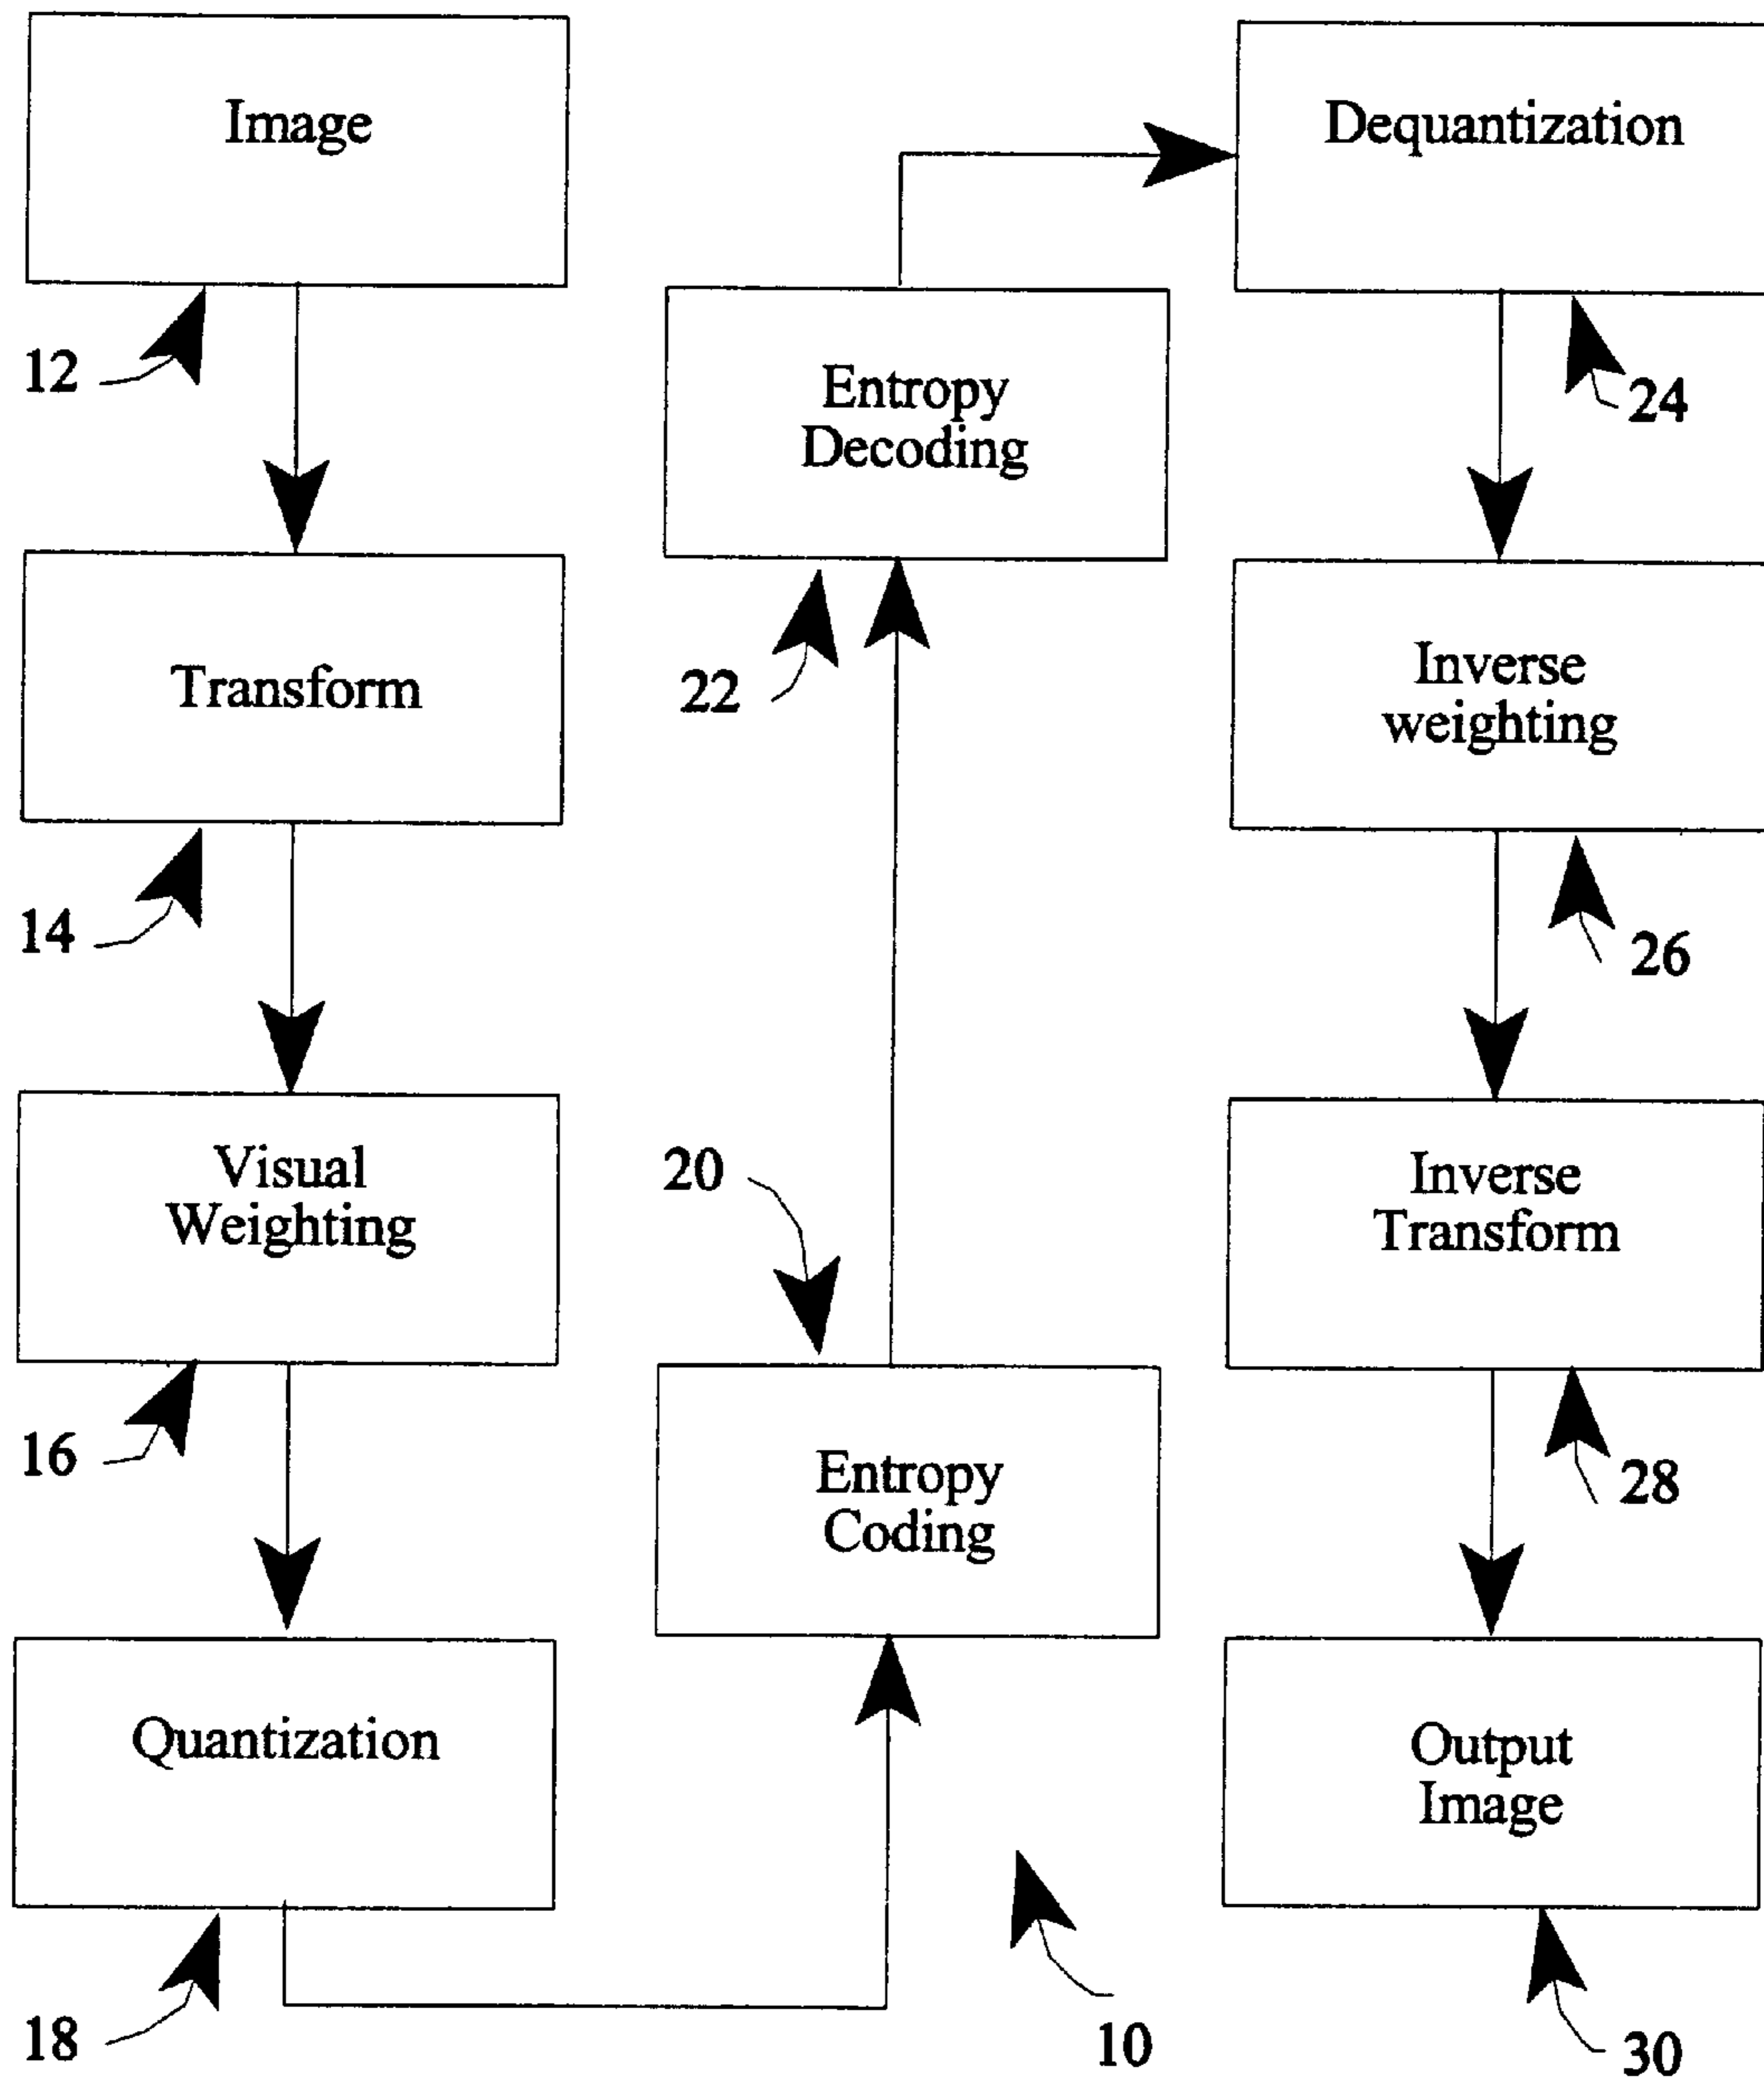 Image
12
Transform
14
Visual
Weighting
16
Quantization
18
Entropy
Coding
20
Entropy
Decoding
22
Dequantization
24
Inverse
weighting
26
Inverse
Transform
28
Output
Image
30
10